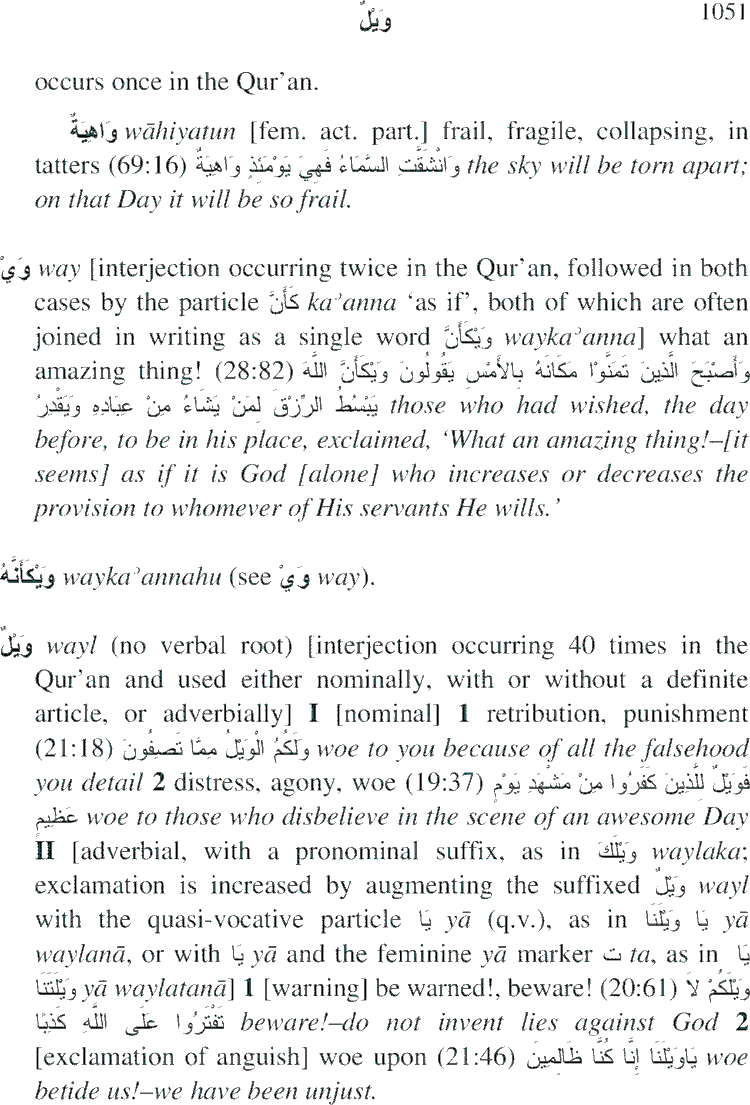 وَيْلٌ 1051
occurs once in the Qur’an.
وَاهِيَةٌ wāhiyatun [fem. act. part.] frail, fragile, collapsing, in
tatters (69:16) وَانْشَقَّتِ السَّمَاءُ فَهِيَ يَوْمَئِذٍ وَاهِيَةٌ the sky will be torn apart;
on that Day it will be so frail.
وَيْ way [interjection occurring twice in the Qur’an, followed in both
cases by the particle كَأَنَّ kaʾanna ‘as if’, both of which are often
joined in writing as a single word وَيْكَأَنَّ waykaʾanna] what an
amazing thing! (28:82) وَأَصْبَحَ الَّذِينَ تَمَنَّوْا مَكَانَهُ بِالأَمْسِ يَقُولُونَ وَيْكَأَنَّ اللَّهَ
يَبْسُطُ الرِّزْقَ لِمَنْ يَشَاءُ مِنْ عِبَادِهِ وَيَقْدِرُ those who had wished, the day
before, to be in his place, exclaimed, ‘What an amazing thing!–[it
seems] as if it is God [alone] who increases or decreases the
provision to whomever of His servants He wills.’
وَيْكَأَنَّهُ waykaʾannahu (see وَيْ way).
وَيْلٌ wayl (no verbal root) [interjection occurring 40 times in the
Qur’an and used either nominally, with or without a definite
article, or adverbially] I [nominal] 1 retribution, punishment
(21:18) وَلَكُمُ الْوَيْلُ مِمَّا تَصِفُونَ woe to you because of all the falsehood
you detail 2 distress, agony, woe (19:37) فَوَيْلٌ لِلَّذِينَ كَفَرُوا مِنْ مَشْهَدِ يَوْمٍ
عَظِيمٍ woe to those who disbelieve in the scene of an awesome Day
II [adverbial, with a pronominal suffix, as in وَيْلَكَ waylaka;
exclamation is increased by augmenting the suffixed وَيْلٌ wayl
with the quasi-vocative particle يَا yā (q.v.), as in يَا وَيْلَنَا yā
waylanā, or with يَا yā and the feminine yā marker ت ta, as in يَا
وَيْلَتَنَا yā waylatanā] 1 [warning] be warned!, beware! (20:61) وَيْلَكُمْ لاَ
تَفْتَرُوا عَلَى اللَّهِ كَذِبًا beware!–do not invent lies against God 2
[exclamation of anguish] woe upon (21:46) يَاوَيْلَنَا إِنَّا كُنَّا ظَالِمِينَ woe
betide us!–we have been unjust.